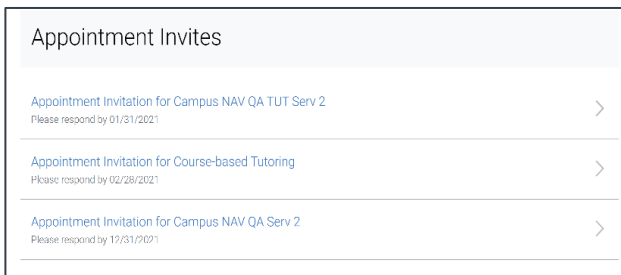 Appointment Invites
Appointment Invitation for Campus NAV QA TUT Serv 2
Please respond by 01/31/2021
Appointment Invitation for Course-based Tutoring
Please respond by 02/28/2021
Appointment Invitation for Campus NAV QA Serv 2
Please respond by 12/31/2021